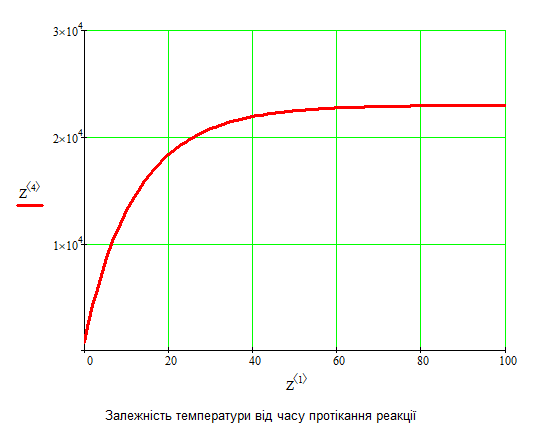 3×10⁴
2×10⁴
Z⟨4⟩
1×10⁴
0 20 40 60 80 100
Z⟨1⟩
Залежність температури від часу протікання реакції